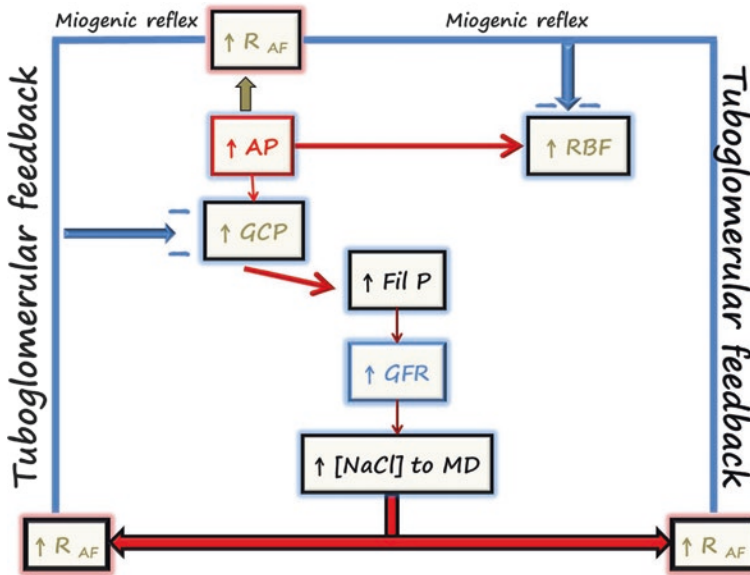 Miogenic reflex
Miogenic reflex
↑ R AF
↑ AP
↑ RBF
↑ GCP
↑ Fil P
↑ GFR
↑ [NaCl] to MD
↑ R AF
↑ R AF
Tuboglomerular feedback
Tuboglomerular feedback